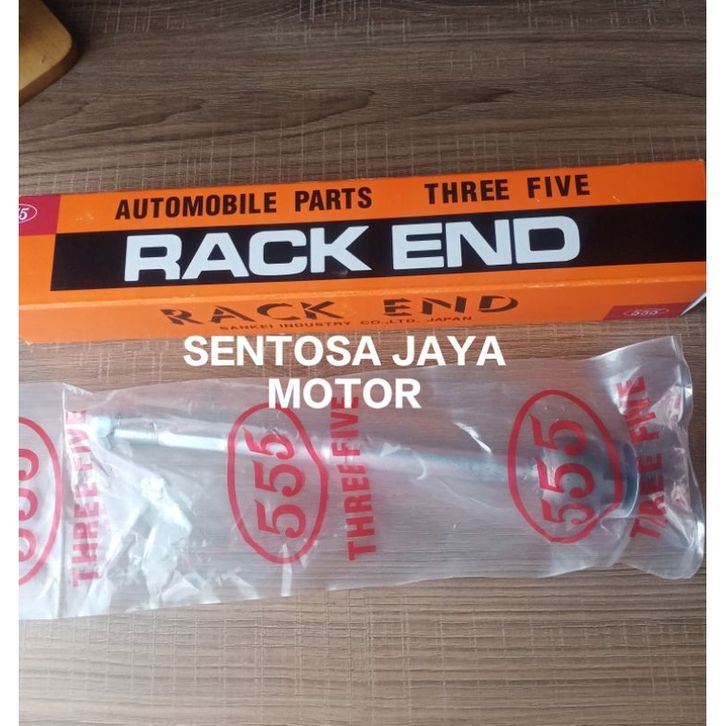 55
AUTOMOBILE PARTS THREE FIVE
RACK END
RACK END
555
SANKEI INDUSTRY CO.,LTD. JAPAN
SENTOSA JAYA
MOTOR
555
THREE FIVE
555
THREE FIVE
555
THREE FIVE